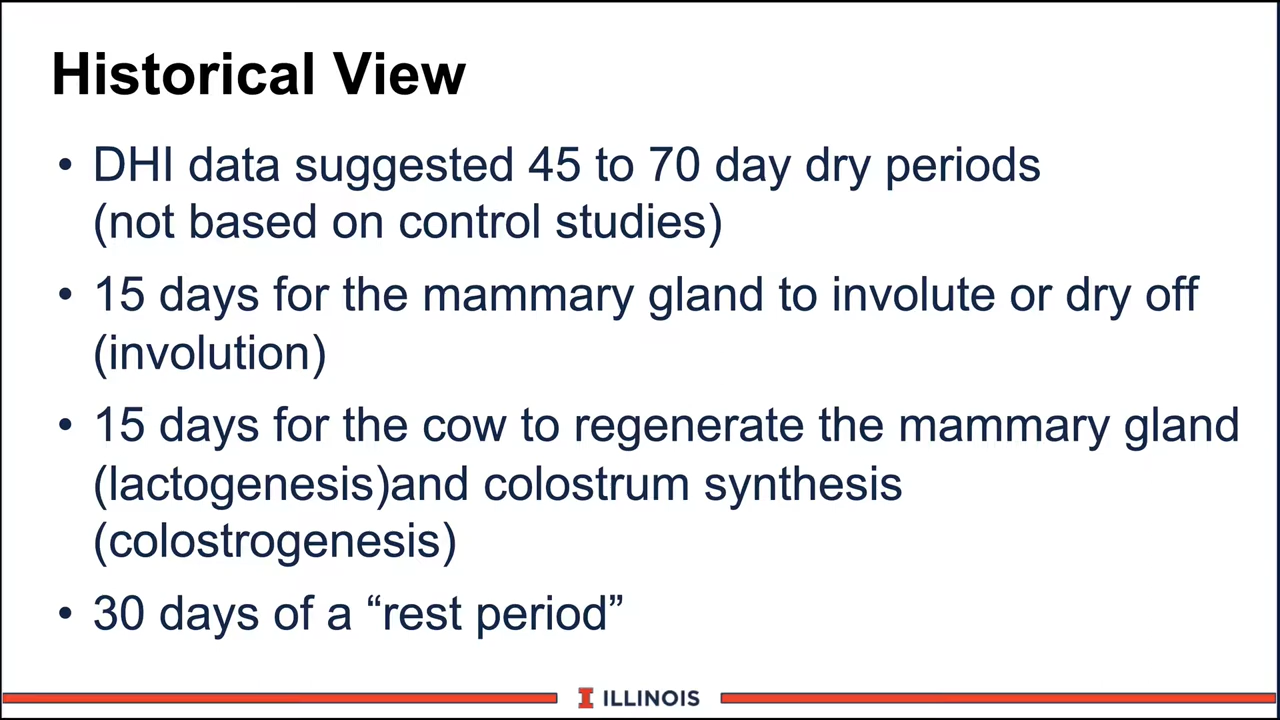 Historical View
• DHI data suggested 45 to 70 day dry periods
(not based on control studies)
• 15 days for the mammary gland to involute or dry off
(involution)
• 15 days for the cow to regenerate the mammary gland
(lactogenesis)and colostrum synthesis
(colostrogenesis)
• 30 days of a “rest period”
I ILLINOIS